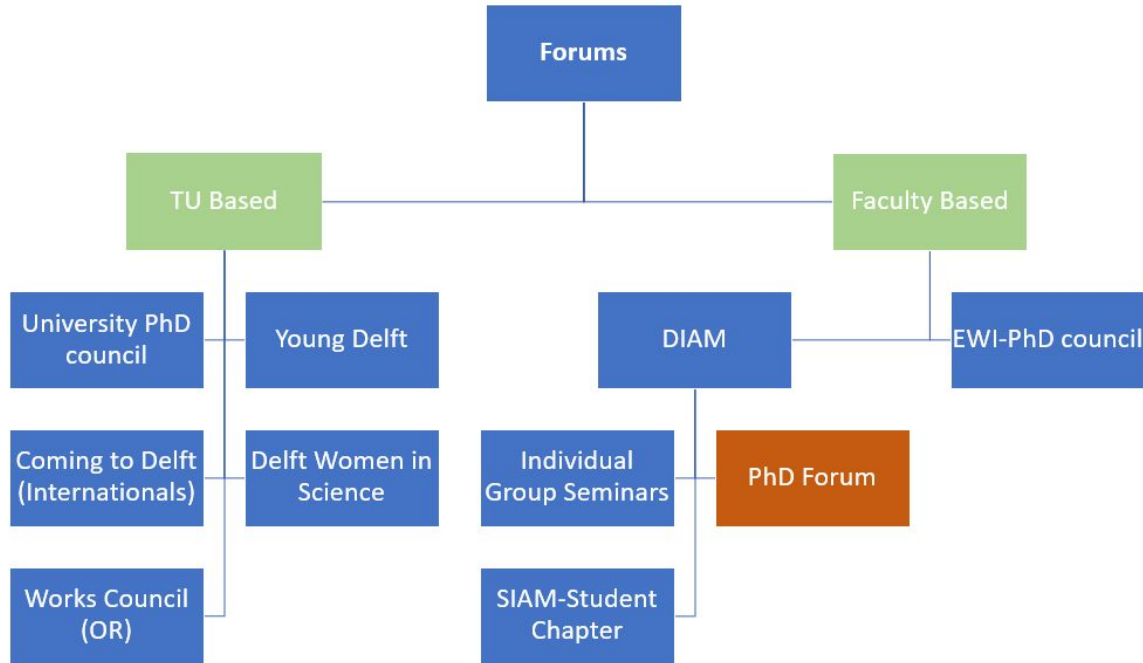 Forums
TU Based
Faculty Based
University PhD
council
Young Delft
DIAM
EWI-PhD council
Coming to Delft
(Internationals)
Delft Women in
Science
Individual
Group Seminars
PhD Forum
Works Council
(OR)
SIAM-Student
Chapter